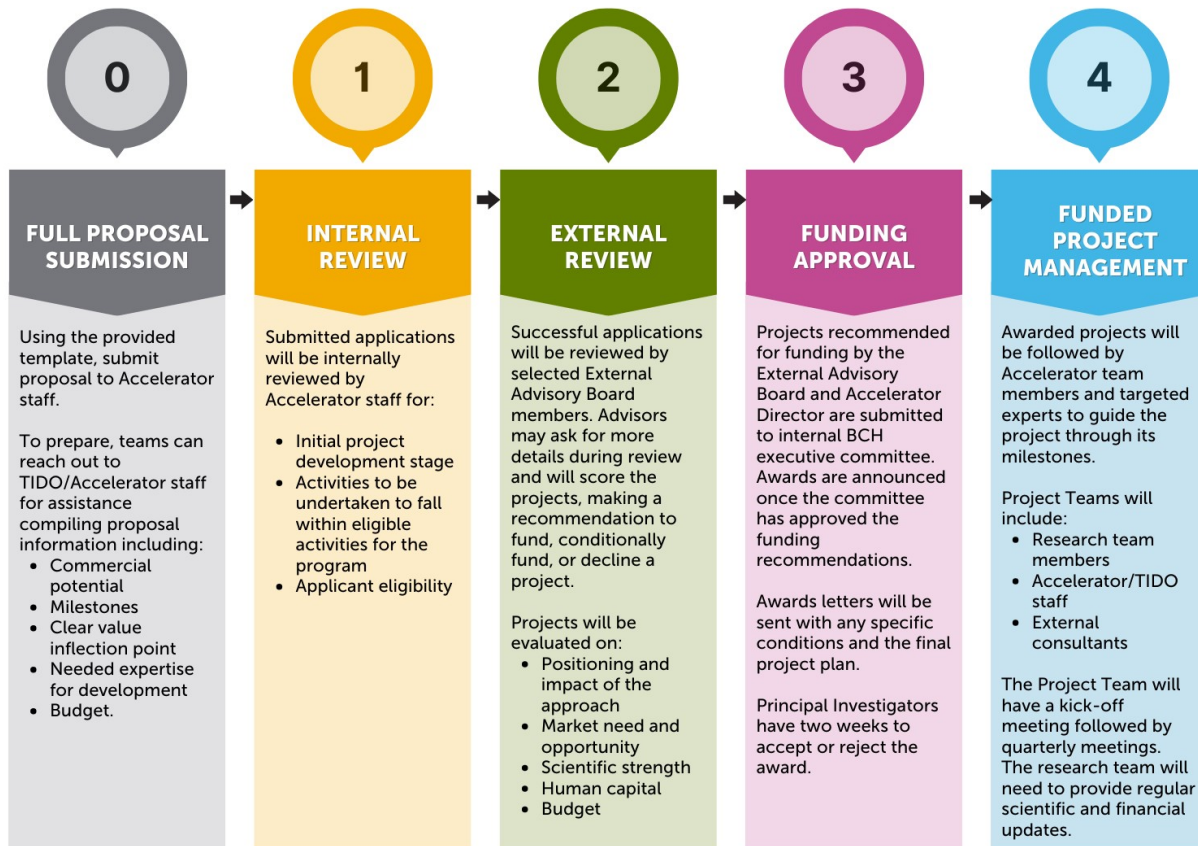 0
FULL PROPOSAL
SUBMISSION
Using the provided
template, submit
proposal to Accelerator
staff.
To prepare, teams can
reach out to
TIDO/Accelerator staff
for assistance
compiling proposal
information including:
• Commercial
potential
• Milestones
• Clear value
inflection point
• Needed expertise
for development
• Budget.
1
INTERNAL
REVIEW
Submitted applications
will be internally
reviewed by
Accelerator staff for:
• Initial project
development stage
• Activities to be
undertaken to fall
within eligible
activities for the
program
• Applicant eligibility
2
EXTERNAL
REVIEW
Successful applications
will be reviewed by
selected External
Advisory Board
members. Advisors
may ask for more
details during review
and will score the
projects, making a
recommendation to
fund, conditionally
fund, or decline a
project.
Projects will be
evaluated on:
• Positioning and
impact of the
approach
• Market need and
opportunity
• Scientific strength
• Human capital
• Budget
3
FUNDING
APPROVAL
Projects recommended
for funding by the
External Advisory
Board and Accelerator
Director are submitted
to internal BCH
executive committee.
Awards are announced
once the committee
has approved the
funding
recommendations.
Awards letters will be
sent with any specific
conditions and the final
project plan.
Principal Investigators
have two weeks to
accept or reject the
award.
4
FUNDED
PROJECT
MANAGEMENT
Awarded projects will
be followed by
Accelerator team
members and targeted
experts to guide the
project through its
milestones.
Project Teams will
include:
• Research team
members
• Accelerator/TIDO
staff
• External
consultants
The Project Team will
have a kick-off
meeting followed by
quarterly meetings.
The research team will
need to provide regular
scientific and financial
updates.